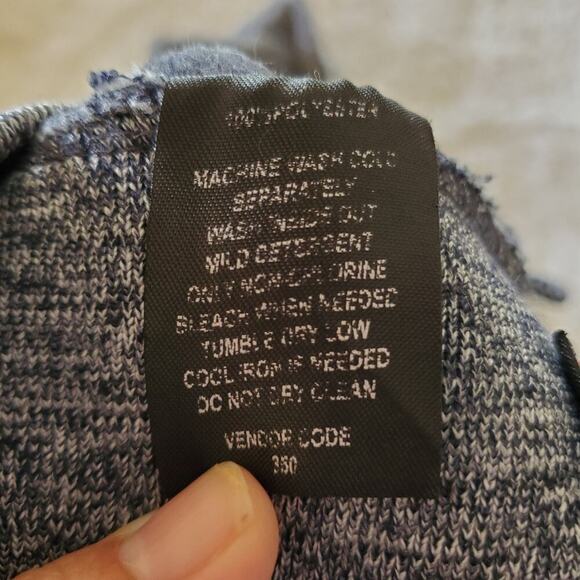 100% POLYESTER
MACHINE WASH COLD
SEPARATELY
WASH INSIDE OUT
MILD DETERGENT
ONLY NON-CHLORINE
BLEACH WHEN NEEDED
TUMBLE DRY LOW
COOL IRON IF NEEDED
DO NOT DRY CLEAN
VENDOR CODE
350